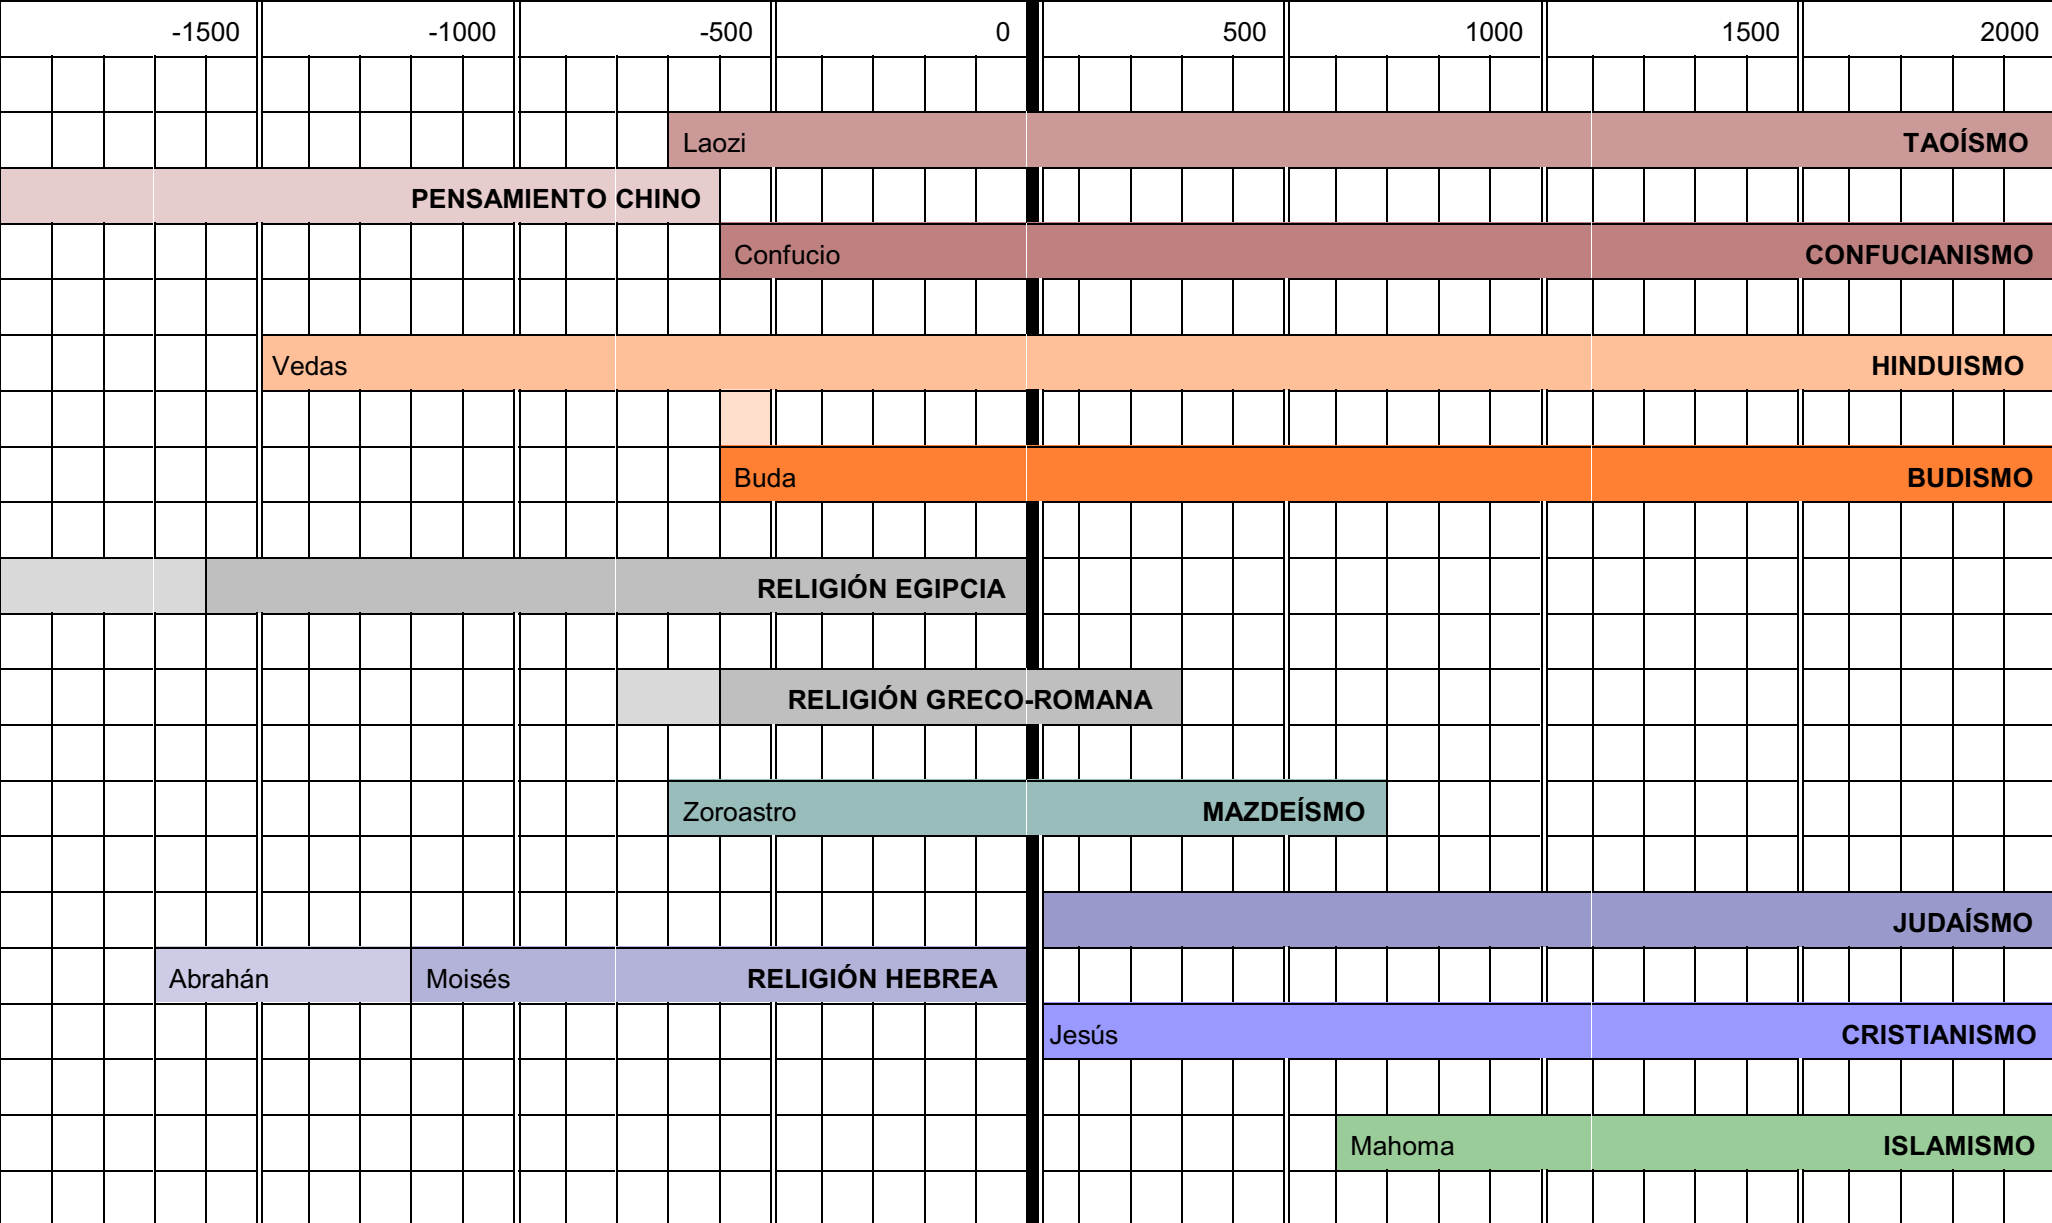 -1500 -1000 -500 0 500 1000 1500 2000
Laozi TAOÍSMO
PENSAMIENTO CHINO
Confucio CONFUCIANISMO
Vedas HINDUISMO
Buda BUDISMO
RELIGIÓN EGIPCIA
RELIGIÓN GRECO-ROMANA
Zoroastro MAZDEÍSMO
JUDAÍSMO
Abrahán Moisés RELIGIÓN HEBREA
Jesús CRISTIANISMO
Mahoma ISLAMISMO